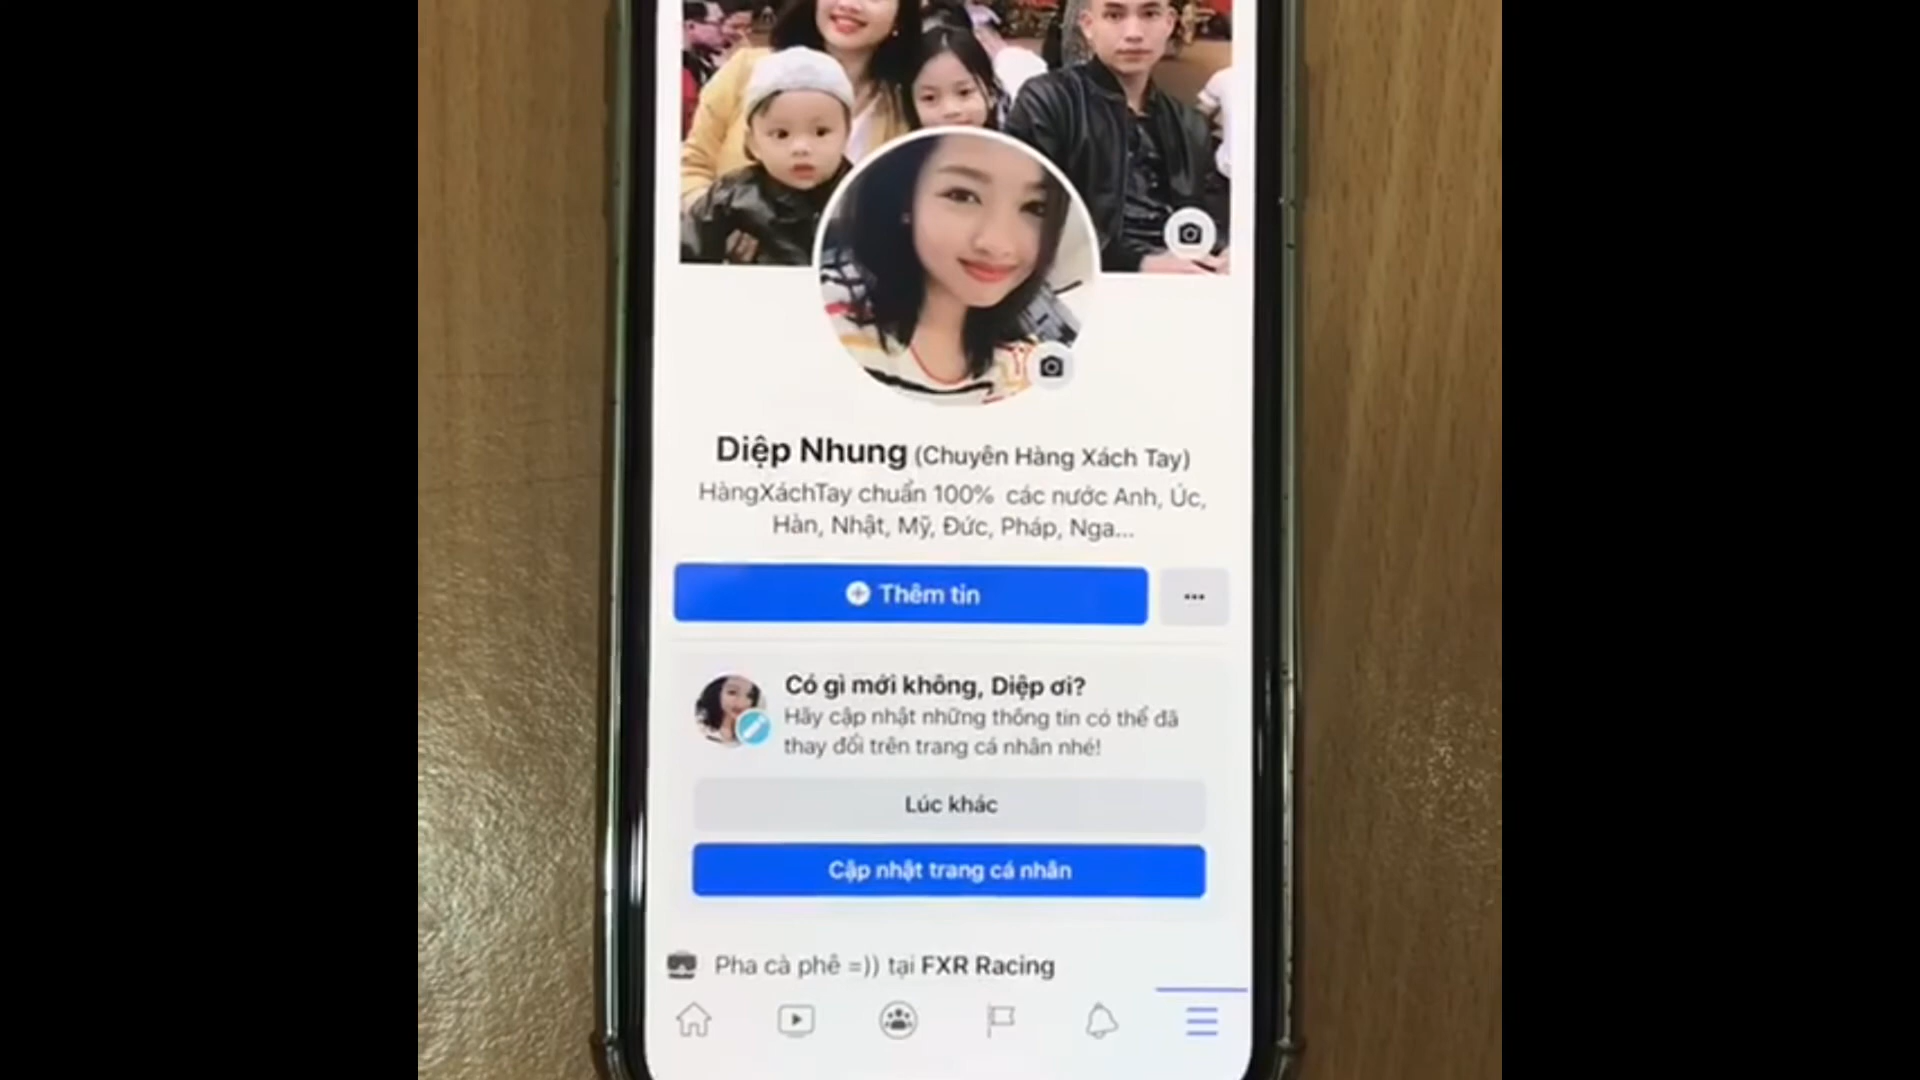 Diệp Nhung (Chuyên Hàng Xách Tay)
HàngXáchTay chuẩn 100% các nước Anh, Úc,
Hàn, Nhật, Mỹ, Đức, Pháp, Nga...
Thêm tin
Có gì mới không, Diệp ơi?
Hãy cập nhật những thông tin có thể đã
thay đổi trên trang cá nhân nhé!
Lúc khác
Cập nhật trang cá nhân
Pha cà phê =)) tại FXR Racing